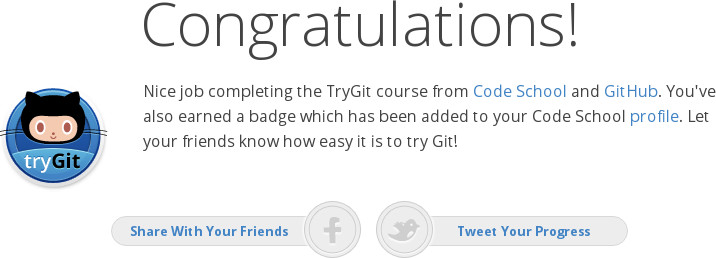 Congratulations!
Nice job completing the TryGit course from Code School and GitHub. You've
also earned a badge which has been added to your Code School profile. Let
your friends know how easy it is to try Git!
tryGit
Share With Your Friends
Tweet Your Progress